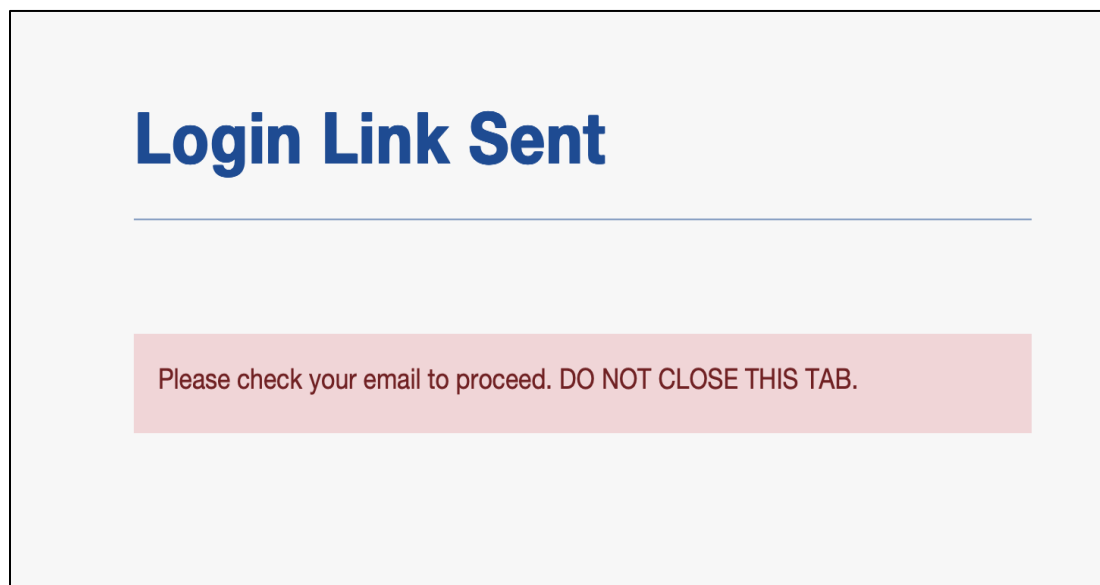 Login Link Sent
Please check your email to proceed. DO NOT CLOSE THIS TAB.